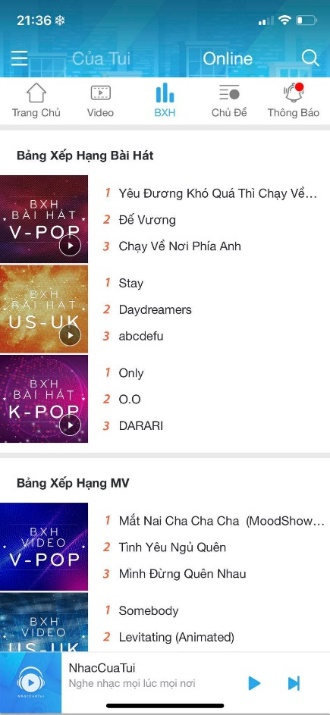 21:36
Của Tui
Online
Trang Chủ
Video
BXH
Chủ Đề
Thông Báo
Bảng Xếp Hạng Bài Hát
BXH
BÀI HÁT
V-POP
1 Yêu Đương Khó Quá Thì Chạy Về...
2 Đế Vương
3 Chạy Về Nơi Phía Anh
BXH
BÀI HÁT
US-UK
1 Stay
2 Daydreamers
3 abcdefu
BXH
BÀI HÁT
K-POP
1 Only
2 O.O
3 DARARI
Bảng Xếp Hạng MV
BXH
VIDEO
V-POP
1 Mắt Nai Cha Cha Cha (MoodShow...
2 Tình Yêu Ngủ Quên
3 Mình Đừng Quên Nhau
BXH
VIDEO
US-UK
1 Somebody
2 Levitating (Animated)
NhacCuaTui
Nghe nhạc mọi lúc mọi nơi
NHACCUATUI